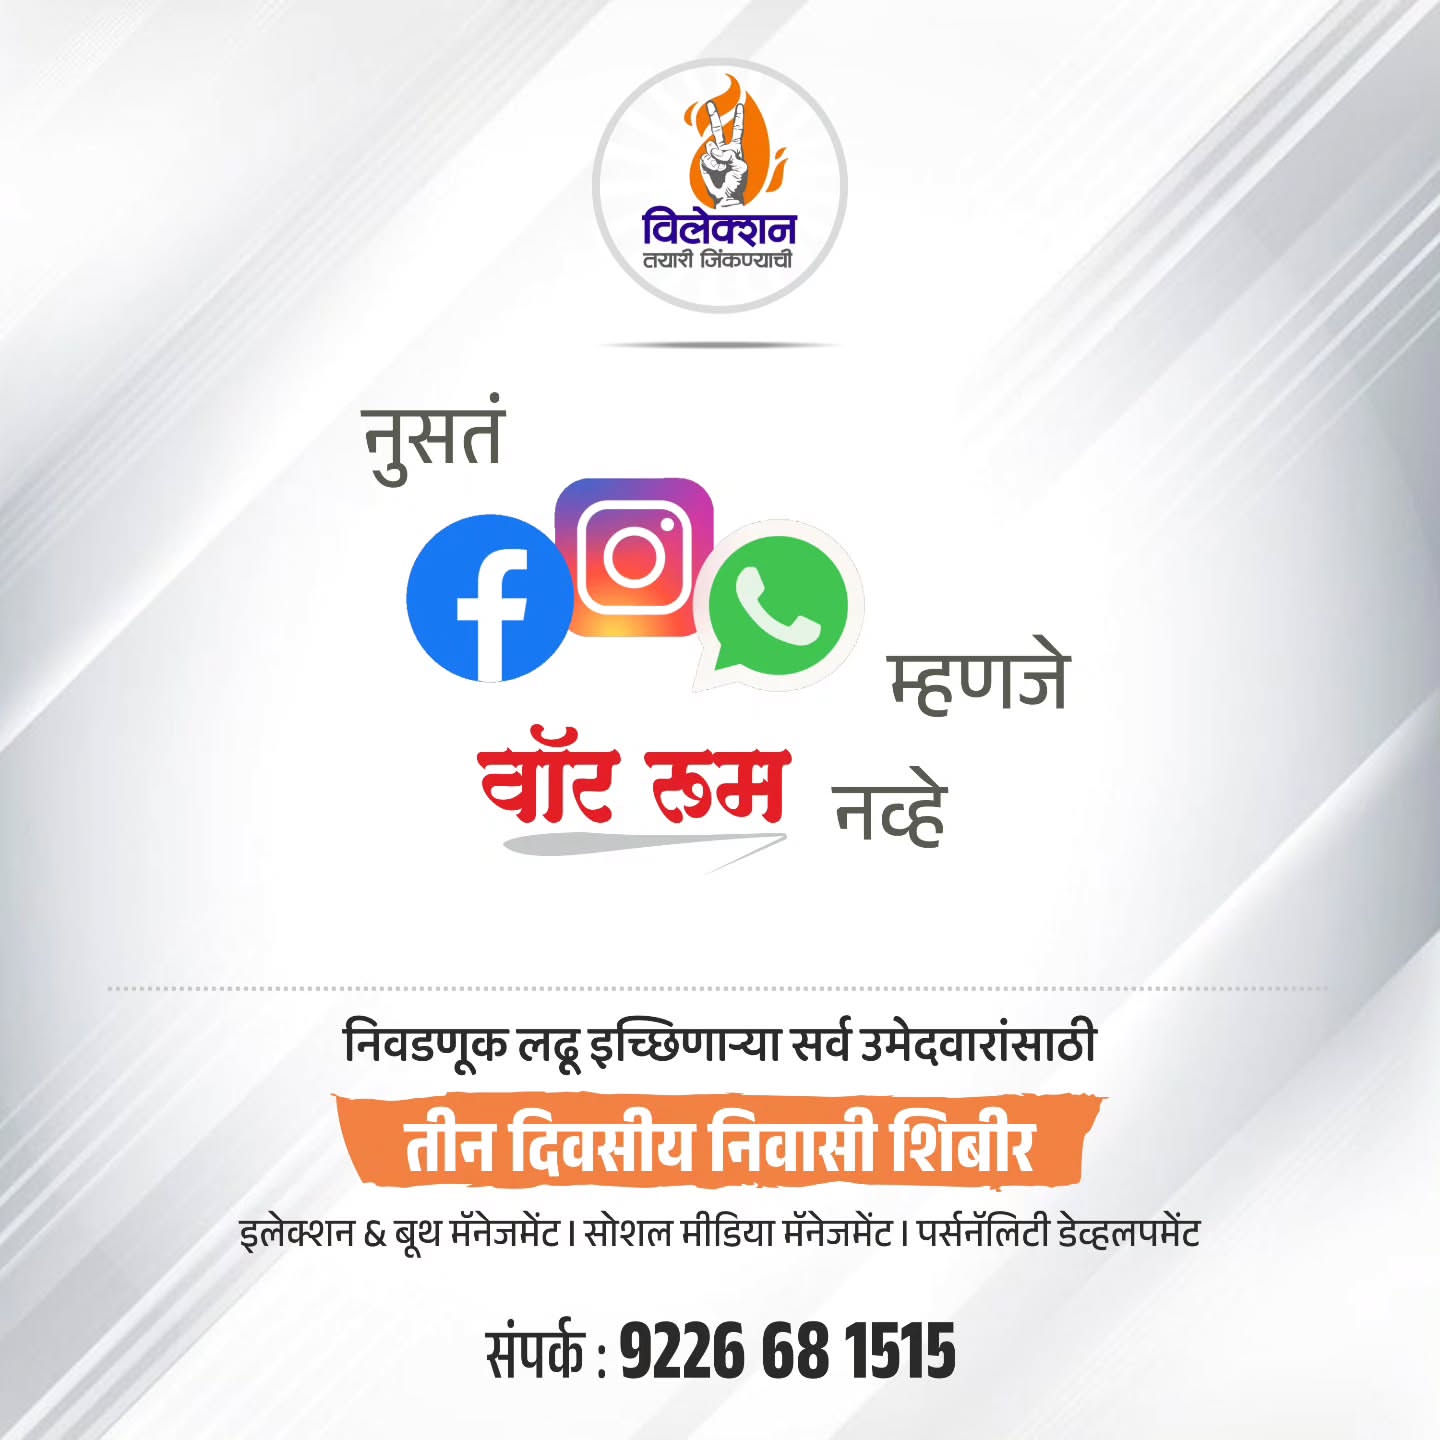 विलेक्शन
तयारी जिंकण्याची
नुसतं
म्हणजे
वॉर रूम नव्हे
निवडणूक लढू इच्छिणाऱ्या सर्व उमेदवारांसाठी
तीन दिवसीय निवासी शिबीर
इलेक्शन & बूथ मॅनेजमेंट । सोशल मीडिया मॅनेजमेंट । पर्सनॅलिटी डेव्हलपमेंट
संपर्क : 9226 68 1515